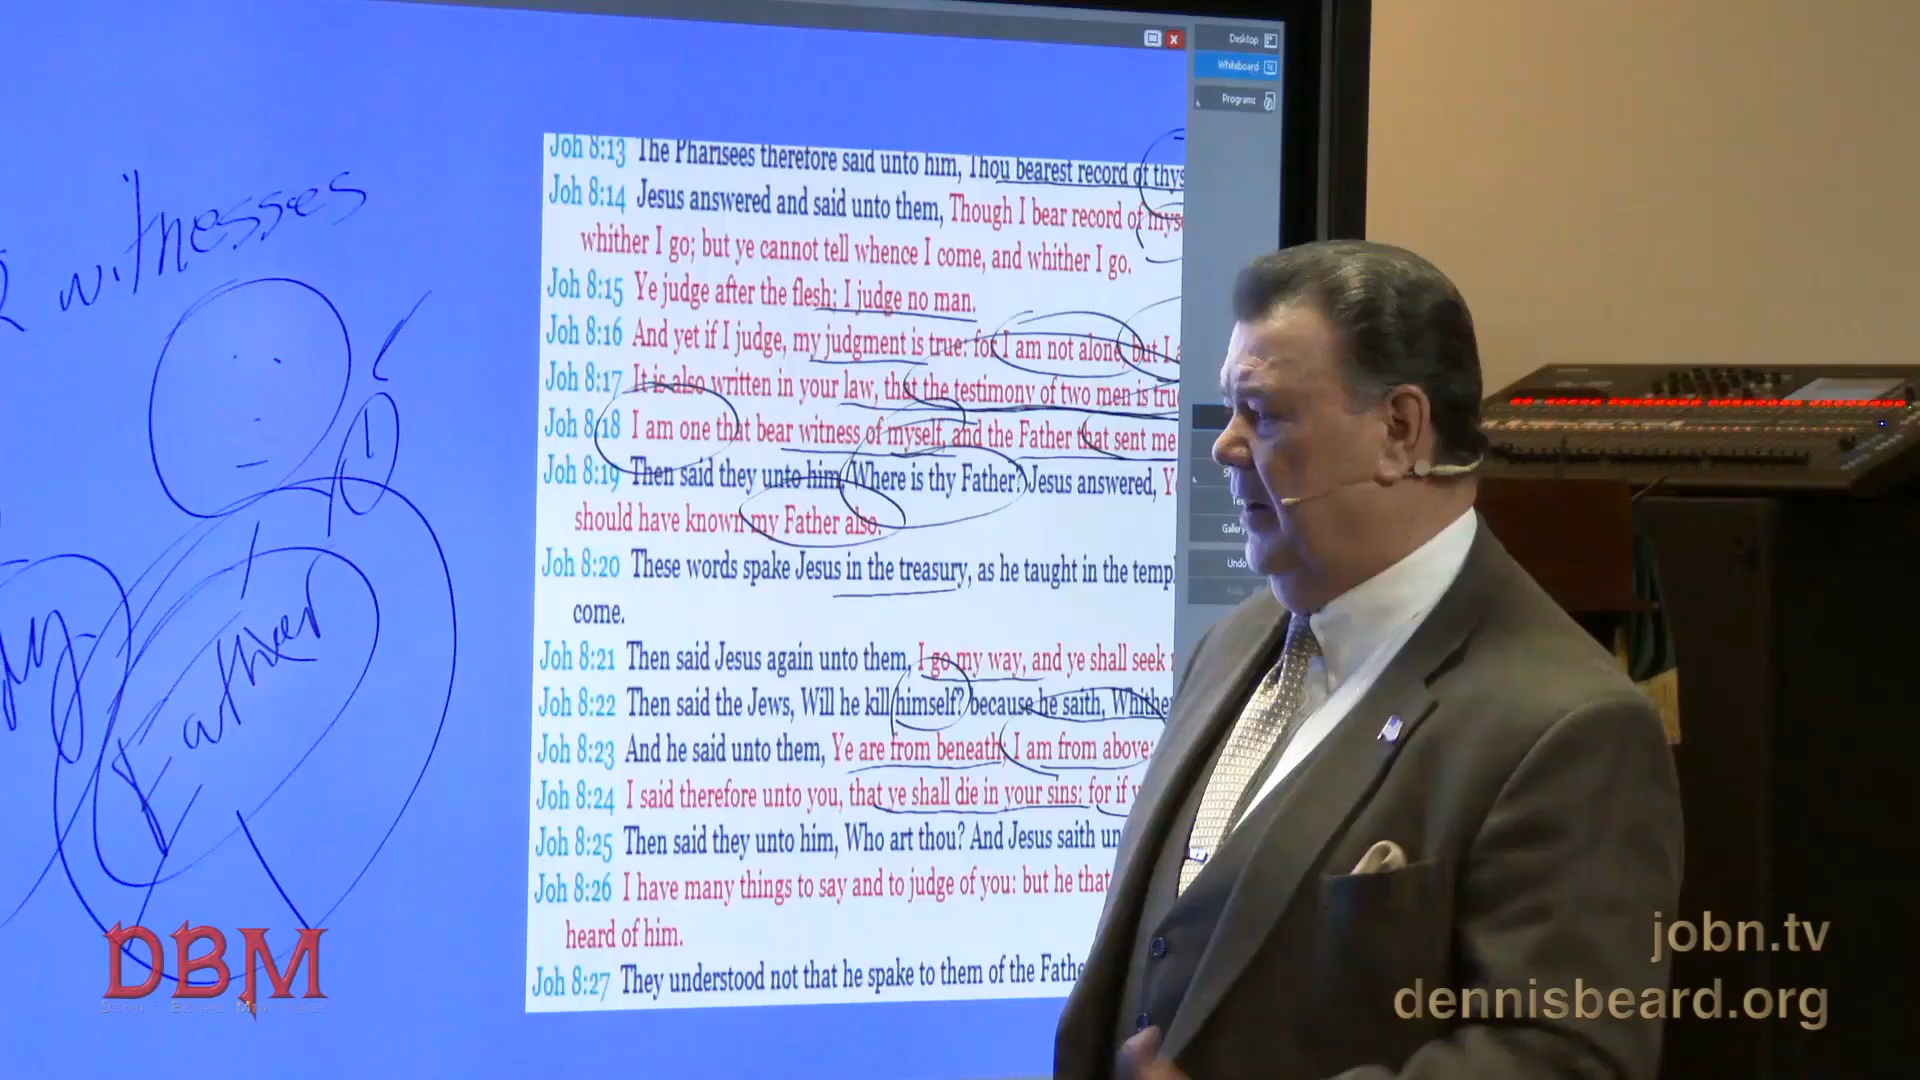 Desktop
Whiteboard
Programs
witnesses
Father
Joh 8:13 The Pharisees therefore said unto him, Thou bearest record of thys
Joh 8:14 Jesus answered and said unto them, Though I bear record of myse
whither I go; but ye cannot tell whence I come, and whither I go.
Joh 8:15 Ye judge after the flesh; I judge no man.
Joh 8:16 And yet if I judge, my judgment is true: for I am not alone, but I a
Joh 8:17 It is also written in your law, that the testimony of two men is true
Joh 8:18 I am one that bear witness of myself, and the Father that sent me
Joh 8:19 Then said they unto him, Where is thy Father? Jesus answered, Y
should have known my Father also.
Joh 8:20 These words spake Jesus in the treasury, as he taught in the templ
come.
Joh 8:21 Then said Jesus again unto them, I go my way, and ye shall seek
Joh 8:22 Then said the Jews, Will he kill himself? because he saith, Whither
Joh 8:23 And he said unto them, Ye are from beneath; I am from above:
Joh 8:24 I said therefore unto you, that ye shall die in your sins: for if y
Joh 8:25 Then said they unto him, Who art thou? And Jesus saith un
Joh 8:26 I have many things to say and to judge of you: but he that
heard of him.
Joh 8:27 They understood not that he spake to them of the Fathe
Gallery
Undo
DBM
Dennis Beard Ministries
jobn.tv
dennisbeard.org